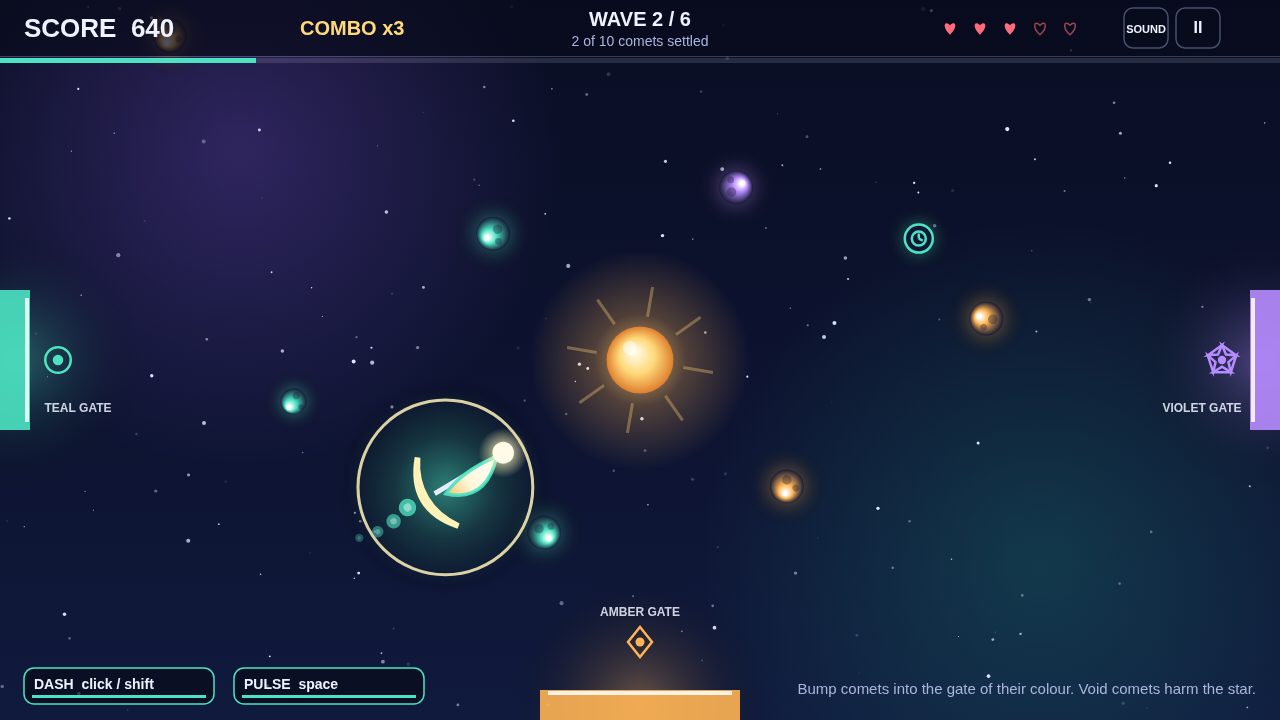 SCORE 640
COMBO x3
WAVE 2 / 6
2 of 10 comets settled
SOUND
II
TEAL GATE
VIOLET GATE
AMBER GATE
DASH click / shift
PULSE space
Bump comets into the gate of their colour. Void comets harm the star.